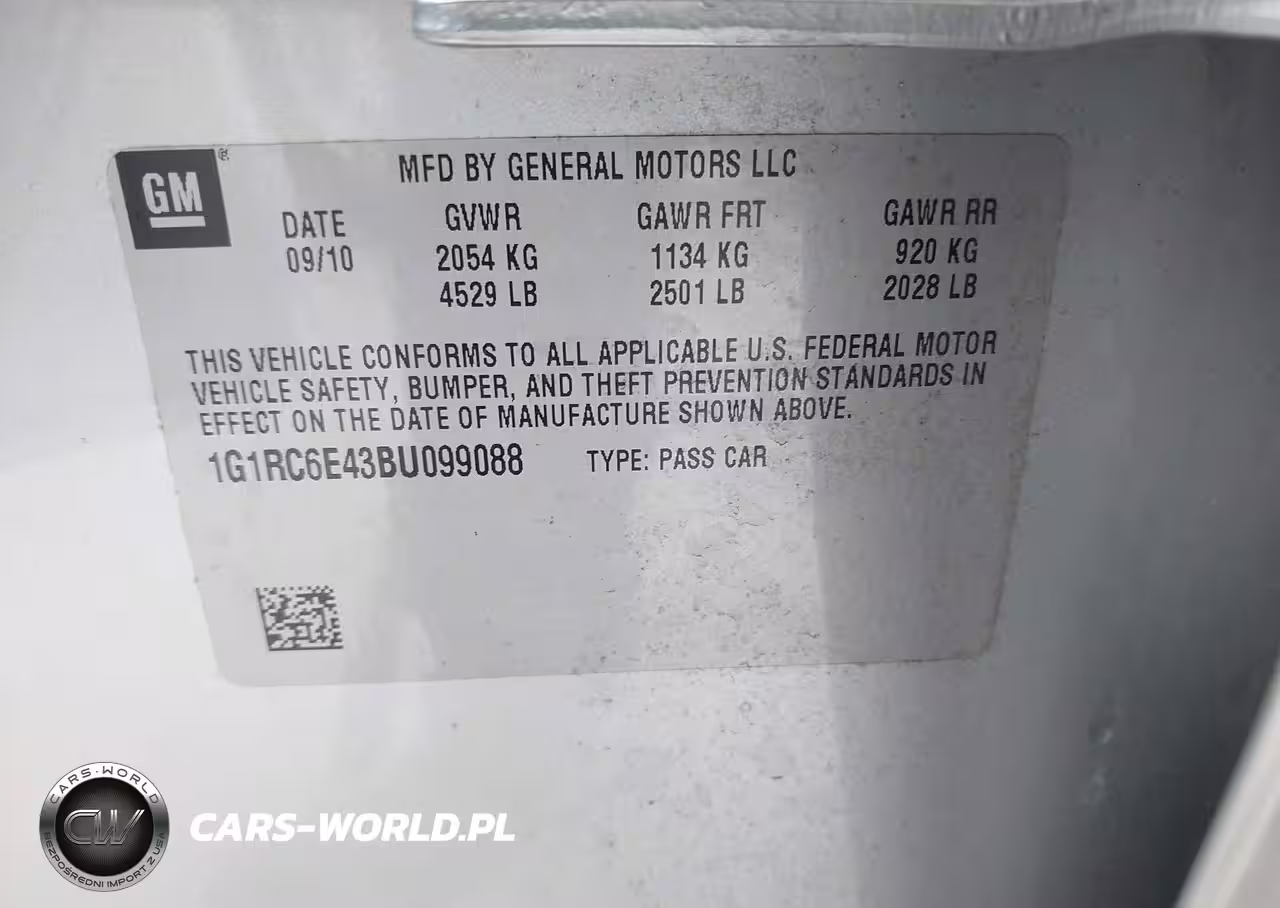 GM ®
MFD BY GENERAL MOTORS LLC
DATE GVWR GAWR FRT GAWR RR
09/10 2054 KG 1134 KG 920 KG
4529 LB 2501 LB 2028 LB
THIS VEHICLE CONFORMS TO ALL APPLICABLE U.S. FEDERAL MOTOR
VEHICLE SAFETY, BUMPER, AND THEFT PREVENTION STANDARDS IN
EFFECT ON THE DATE OF MANUFACTURE SHOWN ABOVE.
1G1RC6E43BU099088 TYPE: PASS CAR
CARS-WORLD
CW
BEZPOŚREDNI IMPORT Z USA
CARS-WORLD.PL